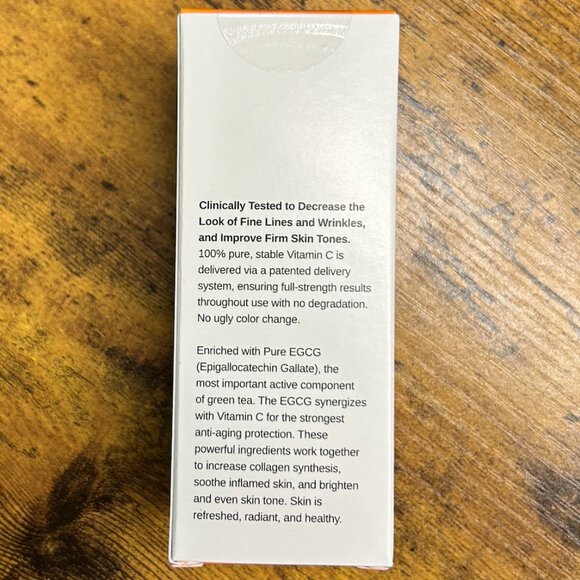 Clinically Tested to Decrease the
Look of Fine Lines and Wrinkles,
and Improve Firm Skin Tones.
100% pure, stable Vitamin C is
delivered via a patented delivery
system, ensuring full-strength results
throughout use with no degradation.
No ugly color change.
Enriched with Pure EGCG
(Epigallocatechin Gallate), the
most important active component
of green tea. The EGCG synergizes
with Vitamin C for the strongest
anti-aging protection. These
powerful ingredients work together
to increase collagen synthesis,
soothe inflamed skin, and brighten
and even skin tone. Skin is
refreshed, radiant, and healthy.